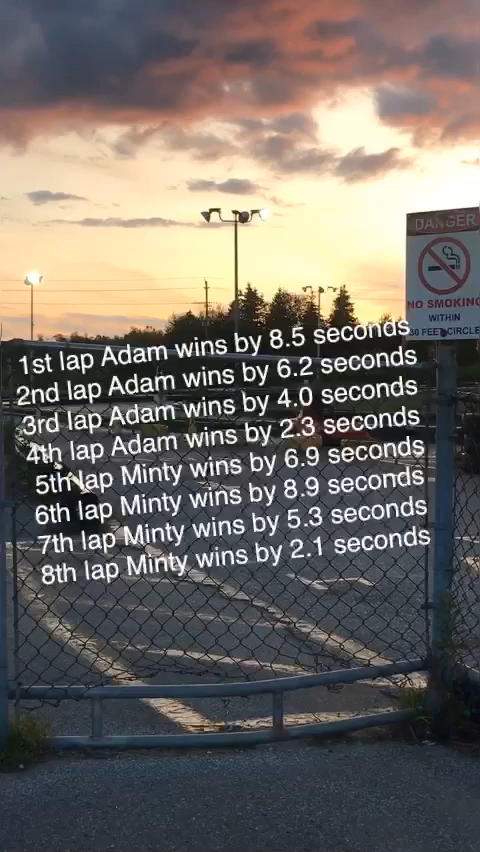 DANGER
NO SMOKING
WITHIN
30 FEET CIRCLE
1st lap Adam wins by 8.5 seconds
2nd lap Adam wins by 6.2 seconds
3rd lap Adam wins by 4.0 seconds
4th lap Adam wins by 2.3 seconds
5th lap Minty wins by 6.9 seconds
6th lap Minty wins by 8.9 seconds
7th lap Minty wins by 5.3 seconds
8th lap Minty wins by 2.1 seconds